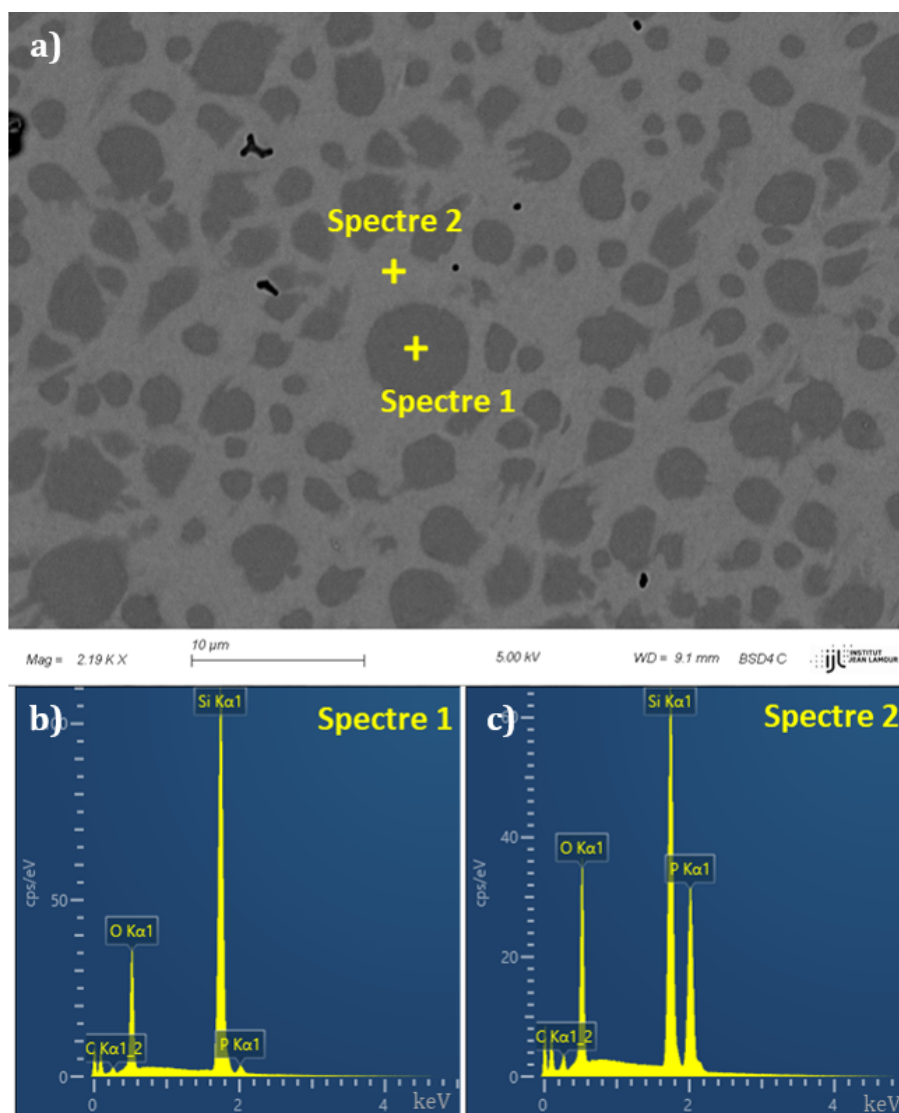 a)
Spectre 2
Spectre 1
10 µm
Mag = 2.19 K X
5.00 kV
WD = 9.1 mm
BSD4 C
INSTITUT
JEAN LAMOUR
b)
Si Kα1
Spectre 1
50
cps/eV
O Kα1
C Kα1_2
P Kα1
0
0
2
keV
c)
Si Kα1
Spectre 2
60
40
O Kα1
P Kα1
cps/eV
20
C Kα1_2
0
0
2
4
keV